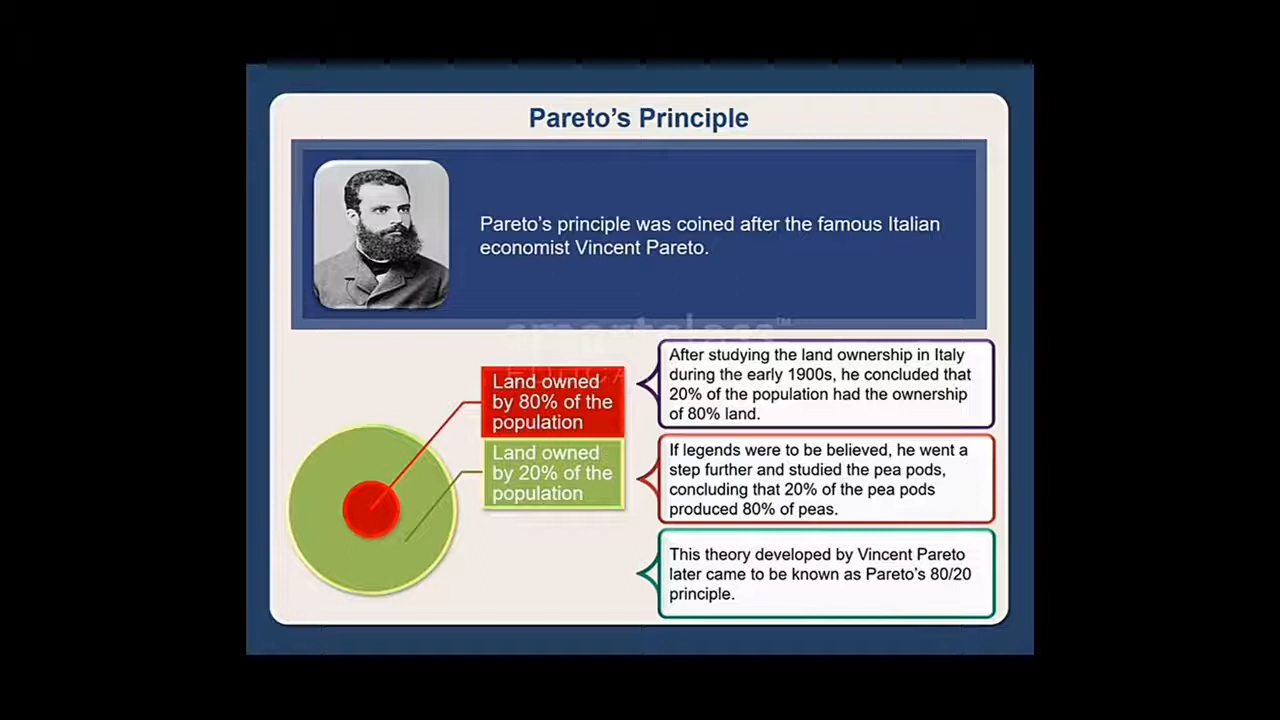 Pareto's Principle
Pareto's principle was coined after the famous Italian
economist Vincent Pareto.
Land owned
by 80% of the
population
Land owned
by 20% of the
population
After studying the land ownership in Italy
during the early 1900s, he concluded that
20% of the population had the ownership
of 80% land.
If legends were to be believed, he went a
step further and studied the pea pods,
concluding that 20% of the pea pods
produced 80% of peas.
This theory developed by Vincent Pareto
later came to be known as Pareto's 80/20
principle.